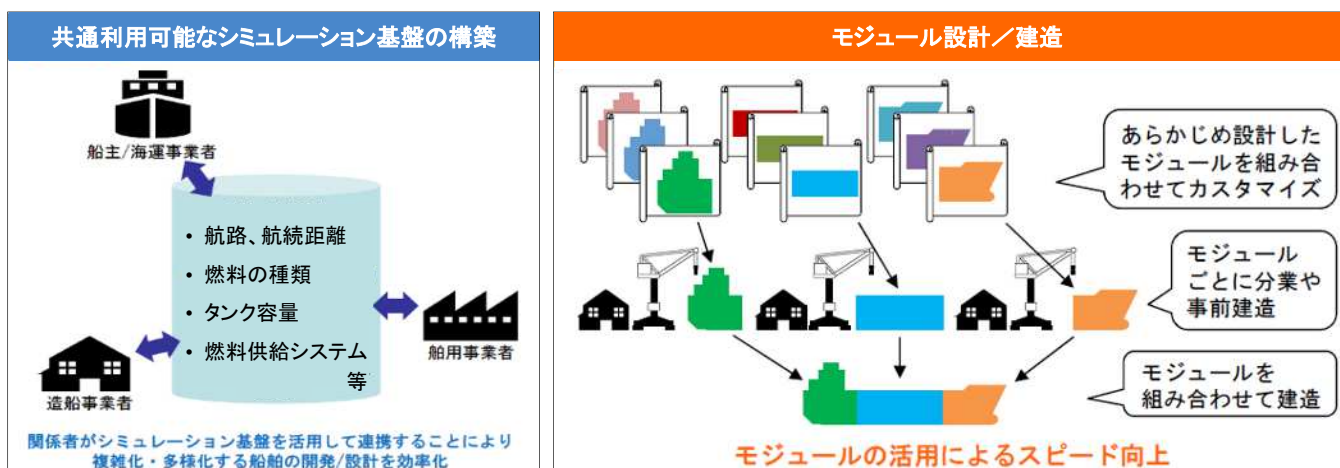 共通利用可能なシミュレーション基盤の構築
船主/海運事業者
• 航路、航続距離
• 燃料の種類
• タンク容量
• 燃料供給システム
等
舶用事業者
造船事業者
関係者がシミュレーション基盤を活用して連携することにより
複雑化・多様化する船舶の開発/設計を効率化
モジュール設計／建造
あらかじめ設計した
モジュールを組み合
わせてカスタマイズ
モジュール
ごとに分業や
事前建造
モジュールを
組み合わせて建造
モジュールの活用によるスピード向上